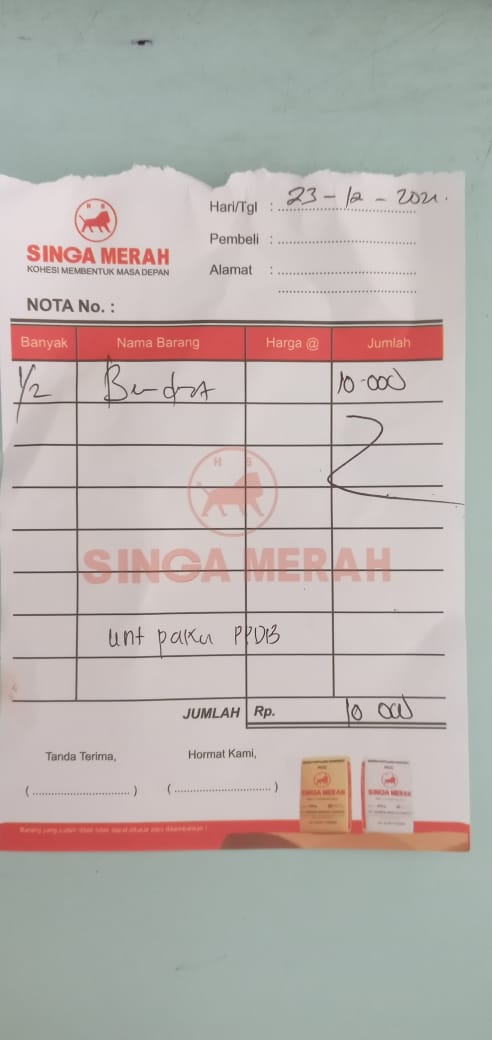 Hari/Tgl : 23 - 12 - 2021.
SINGA MERAH
KOHESI MEMBENTUK MASA DEPAN
Pembeli :
Alamat :
NOTA No. :
Banyak Nama Barang Harga @ Jumlah
1/2 Bendrat 10.000
H S
SINGA MERAH
unt paku PPDB
JUMLAH Rp. 10 000
Tanda Terima, Hormat Kami,
(....................) (....................)
SINGA MERAH SINGA MERAH
Barang yang sudah dibeli tidak dapat ditukar atau dikembalikan !